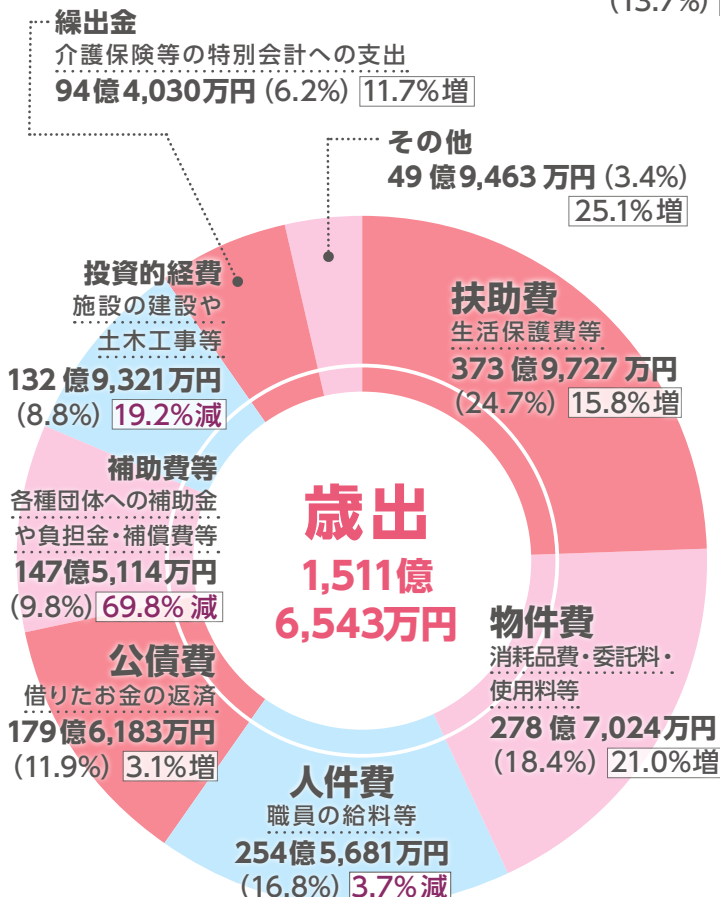 (13.7%)
繰出金
介護保険等の特別会計への支出
94億4,030万円 (6.2%) 11.7%増
その他
49億9,463万円 (3.4%)
25.1%増
扶助費
生活保護費等
373億9,727万円
(24.7%) 15.8%増
投資的経費
施設の建設や
土木工事等
132億9,321万円
(8.8%) 19.2%減
補助費等
各種団体への補助金
や負担金・補償費等
147億5,114万円
(9.8%) 69.8%減
歳出
1,511億
6,543万円
物件費
消耗品費・委託料・
使用料等
278億7,024万円
(18.4%) 21.0%増
公債費
借りたお金の返済
179億6,183万円
(11.9%) 3.1%増
人件費
職員の給料等
254億5,681万円
(16.8%) 3.7%減